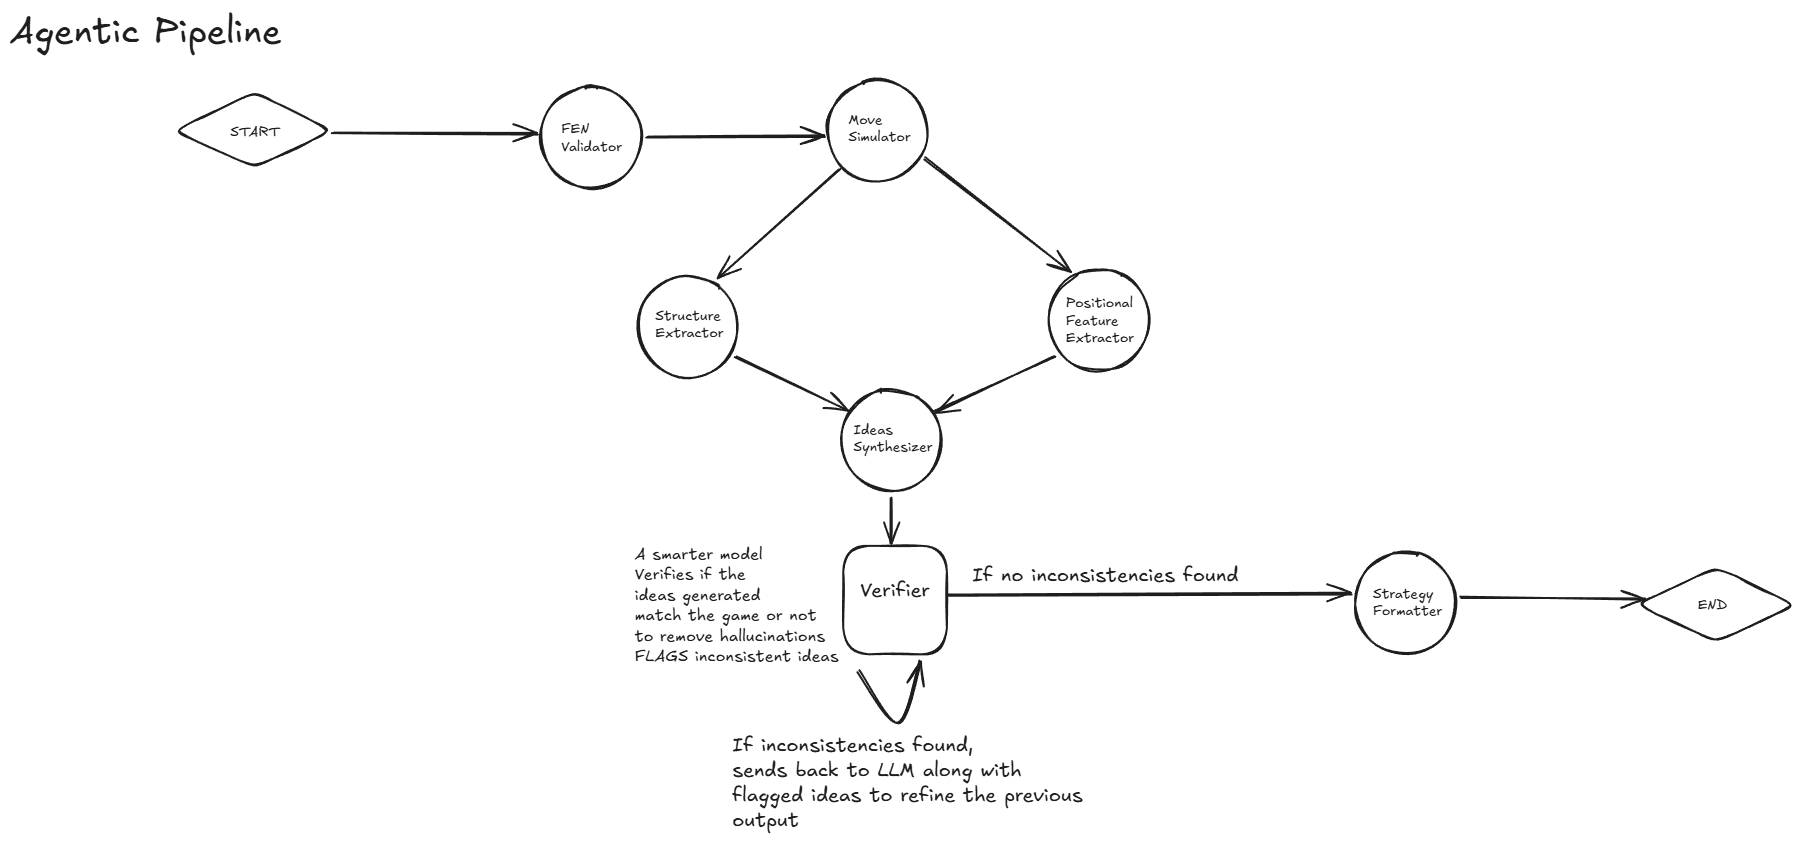 Agentic Pipeline
START
FEN
Validator
Move
Simulator
Structure
Extractor
Positional
Feature
Extractor
Ideas
Synthesizer
A smarter model
Verifies if the
ideas generated
match the game or not
to remove hallucinations
FLAGS inconsistent ideas
Verifier
If no inconsistencies found
Strategy
Formatter
END
If inconsistencies found,
sends back to LLM along with
flagged ideas to refine the previous
output